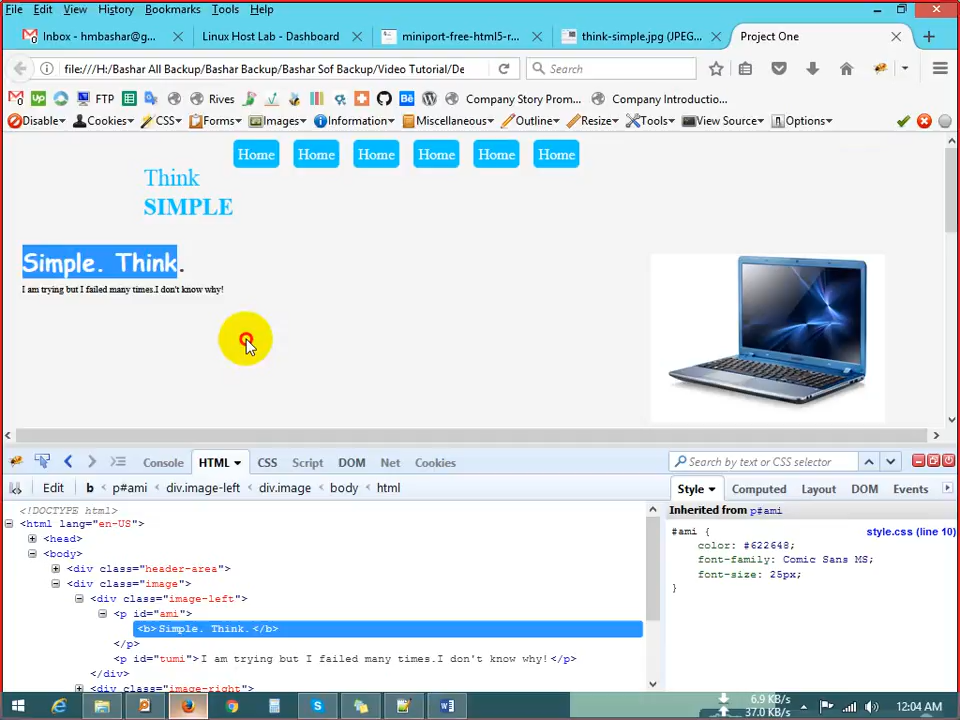 File Edit View History Bookmarks Tools Help
Inbox - hmbashar@g... Linux Host Lab - Dashboard miniport-free-html5-r... think-simple.jpg (JPEG... Project One
file:///H:/Bashar All Backup/Bashar Backup/Bashar Sof Backup/Video Tutorial/De Search
Up FTP Rives Bē Company Story Prom... Company Introductio...
Disable Cookies CSS Forms Images Information Miscellaneous Outline Resize Tools View Source Options
Home Home Home Home Home Home
Think
SIMPLE
Simple. Think.
I am trying but I failed many times.I don't know why!
Console HTML CSS Script DOM Net Cookies Search by text or CSS selector
Edit b < p#ami < div.image-left < div.image < body < html
Style Computed Layout DOM Events
<!DOCTYPE html>
<html lang="en-US">
<head>
<body>
<div class="header-area">
<div class="image">
<div class="image-left">
<p id="ami">
<b>Simple. Think.</b>
</p>
<p id="tumi">I am trying but I failed many times.I don't know why!</p>
</div>
<div class="image-right">
Inherited from p#ami
#ami { style.css (line 10)
color: #622648;
font-family: Comic Sans MS;
font-size: 25px;
}
6.9 KB/s
37.0 KB/s
12:04 AM